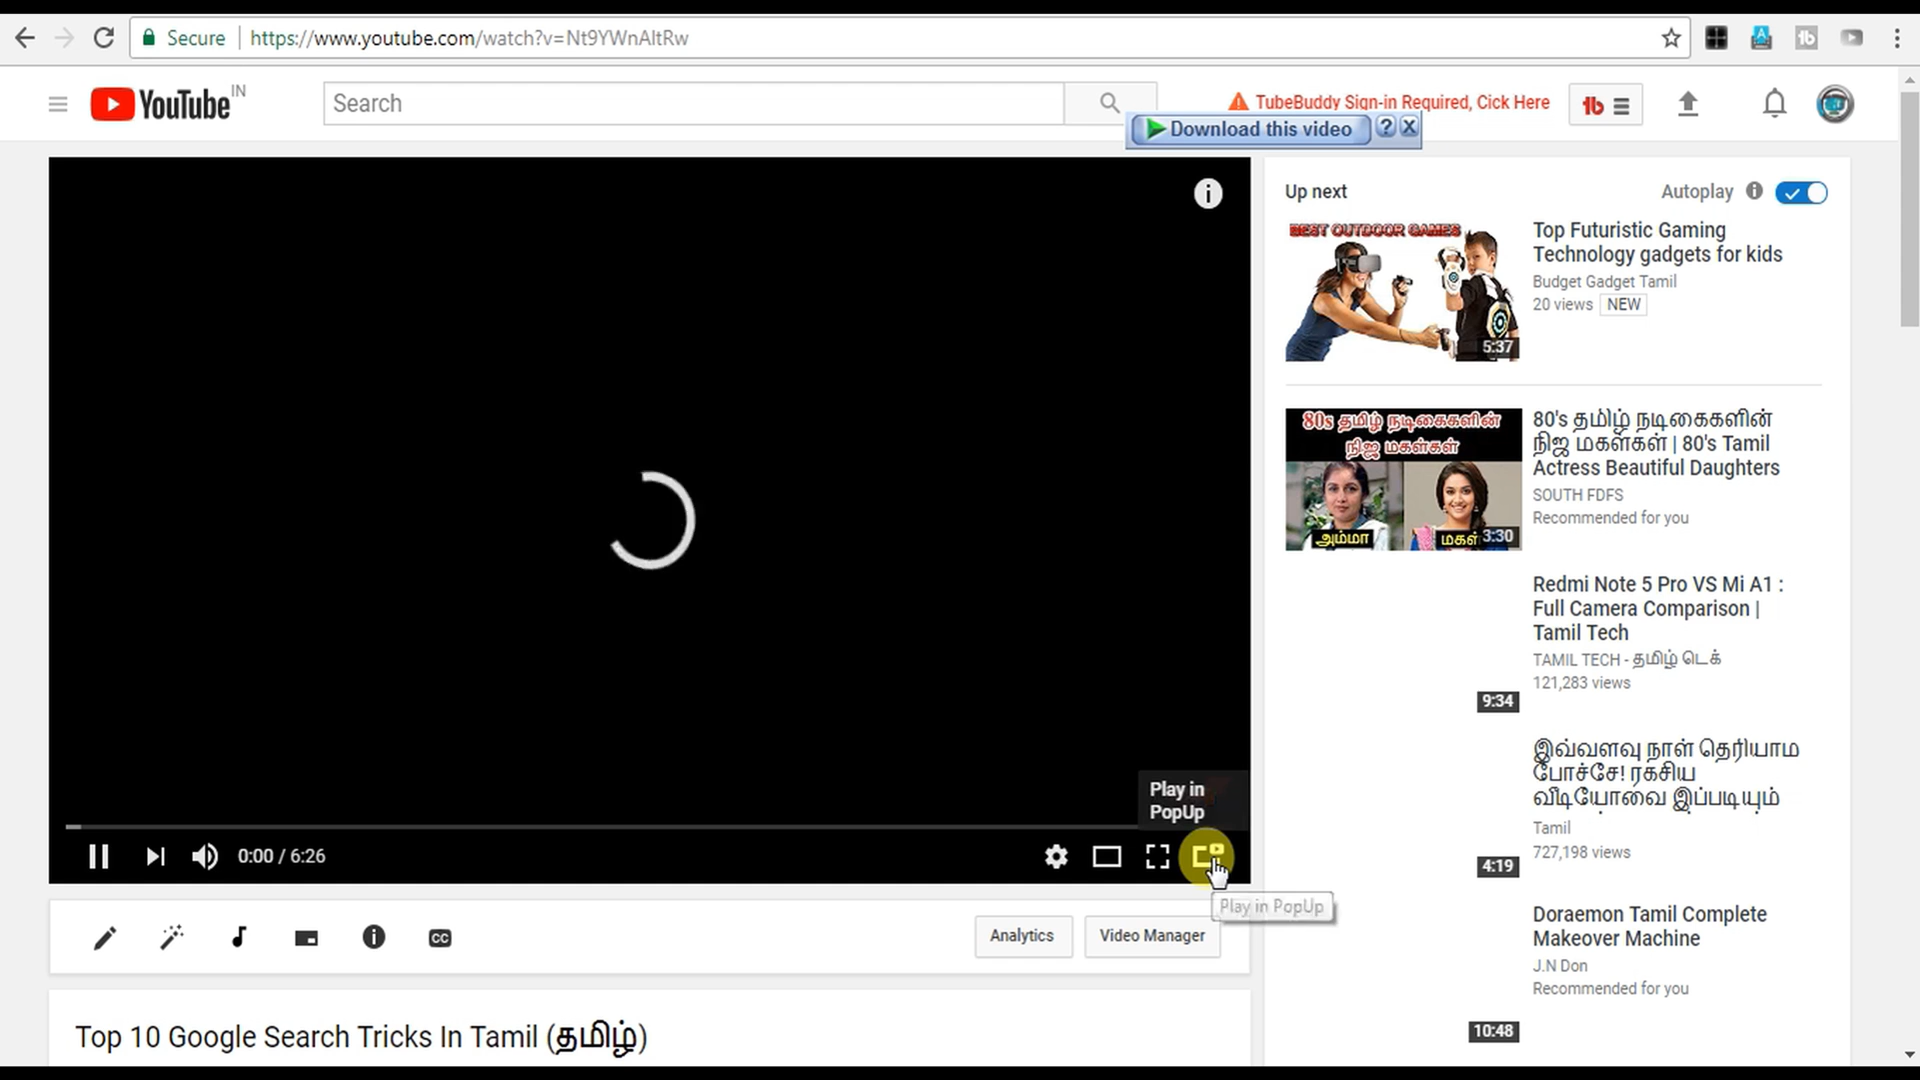 Secure
https://www.youtube.com/watch?v=Nt9YWnAltRw
YouTube IN
Search
TubeBuddy Sign-in Required, Cick Here
tb
Download this video ? X
Up next
Autoplay
BEST OUTDOOR GAMES
5:37
Top Futuristic Gaming
Technology gadgets for kids
Budget Gadget Tamil
20 views NEW
80s தமிழ் நடிகைகளின்
நிஜ மகள்கள்
அம்மா
மகள்
3:30
80's தமிழ் நடிகைகளின்
நிஜ மகள்கள் | 80's Tamil
Actress Beautiful Daughters
SOUTH FDFS
Recommended for you
Redmi Note 5 Pro VS Mi A1 :
Full Camera Comparison |
Tamil Tech
TAMIL TECH - தமிழ் டெக்
121,283 views
9:34
இவ்வளவு நாள் தெரியாம
போச்சே! ரகசிய
வீடியோவை இப்படியும்
Tamil
727,198 views
4:19
Doraemon Tamil Complete
Makeover Machine
J.N Don
Recommended for you
10:48
Play in
PopUp
0:00 / 6:26
Play in PopUp
CC
Analytics
Video Manager
Top 10 Google Search Tricks In Tamil (தமிழ்)